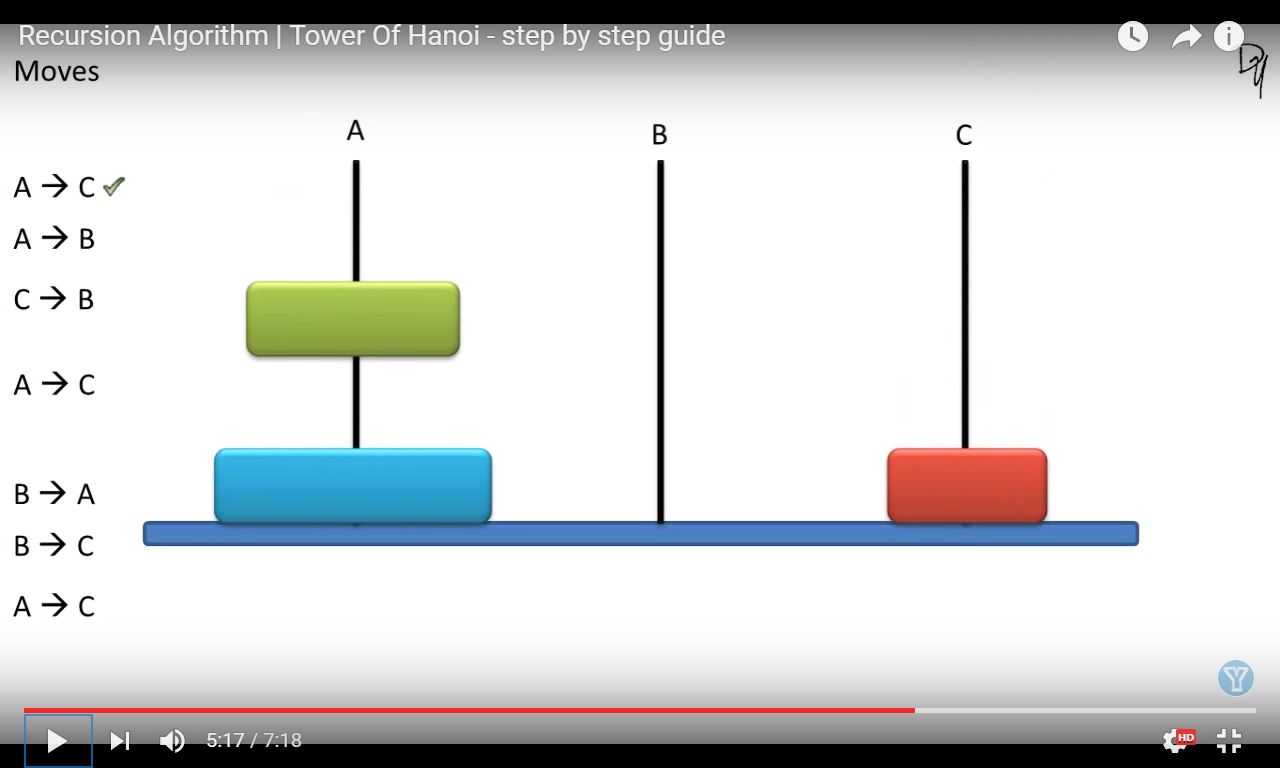 Recursion Algorithm | Tower Of Hanoi - step by step guide
Moves
A B C
A → C ✓
A → B
C → B
A → C
B → A
B → C
A → C
5:17 / 7:18
HD